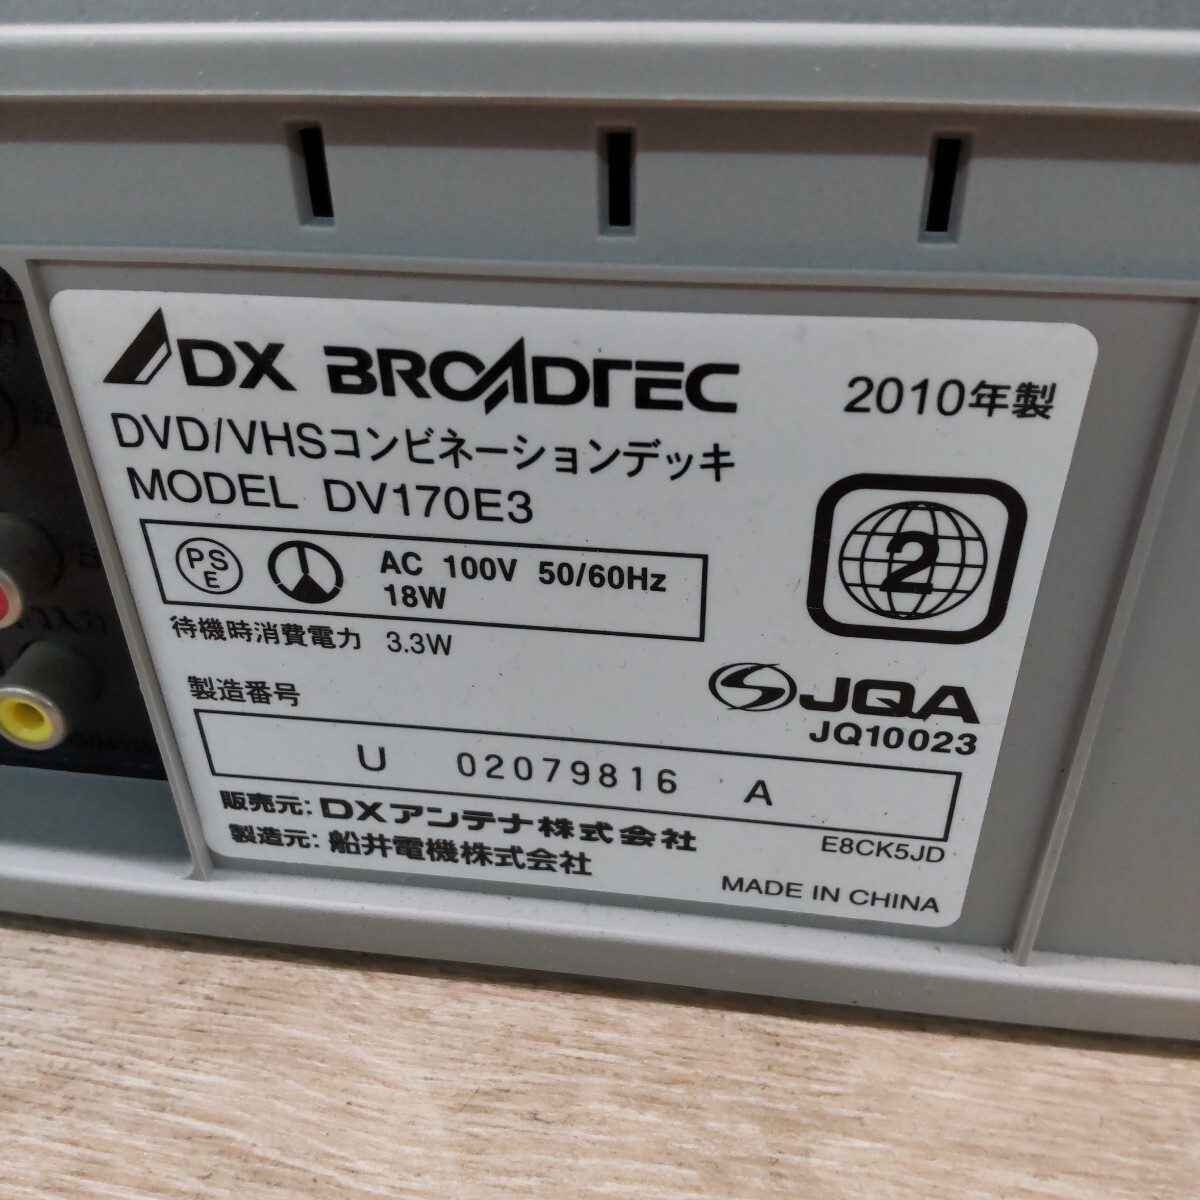 DX BROADTEC
2010年製
DVD/VHSコンビネーションデッキ
MODEL DV170E3
PSE
AC 100V 50/60Hz
18W
待機時消費電力 3.3W
2
JQA
JQ10023
製造番号
U 02079816 A
販売元: DXアンテナ株式会社
製造元: 船井電機株式会社
E8CK5JD
MADE IN CHINA